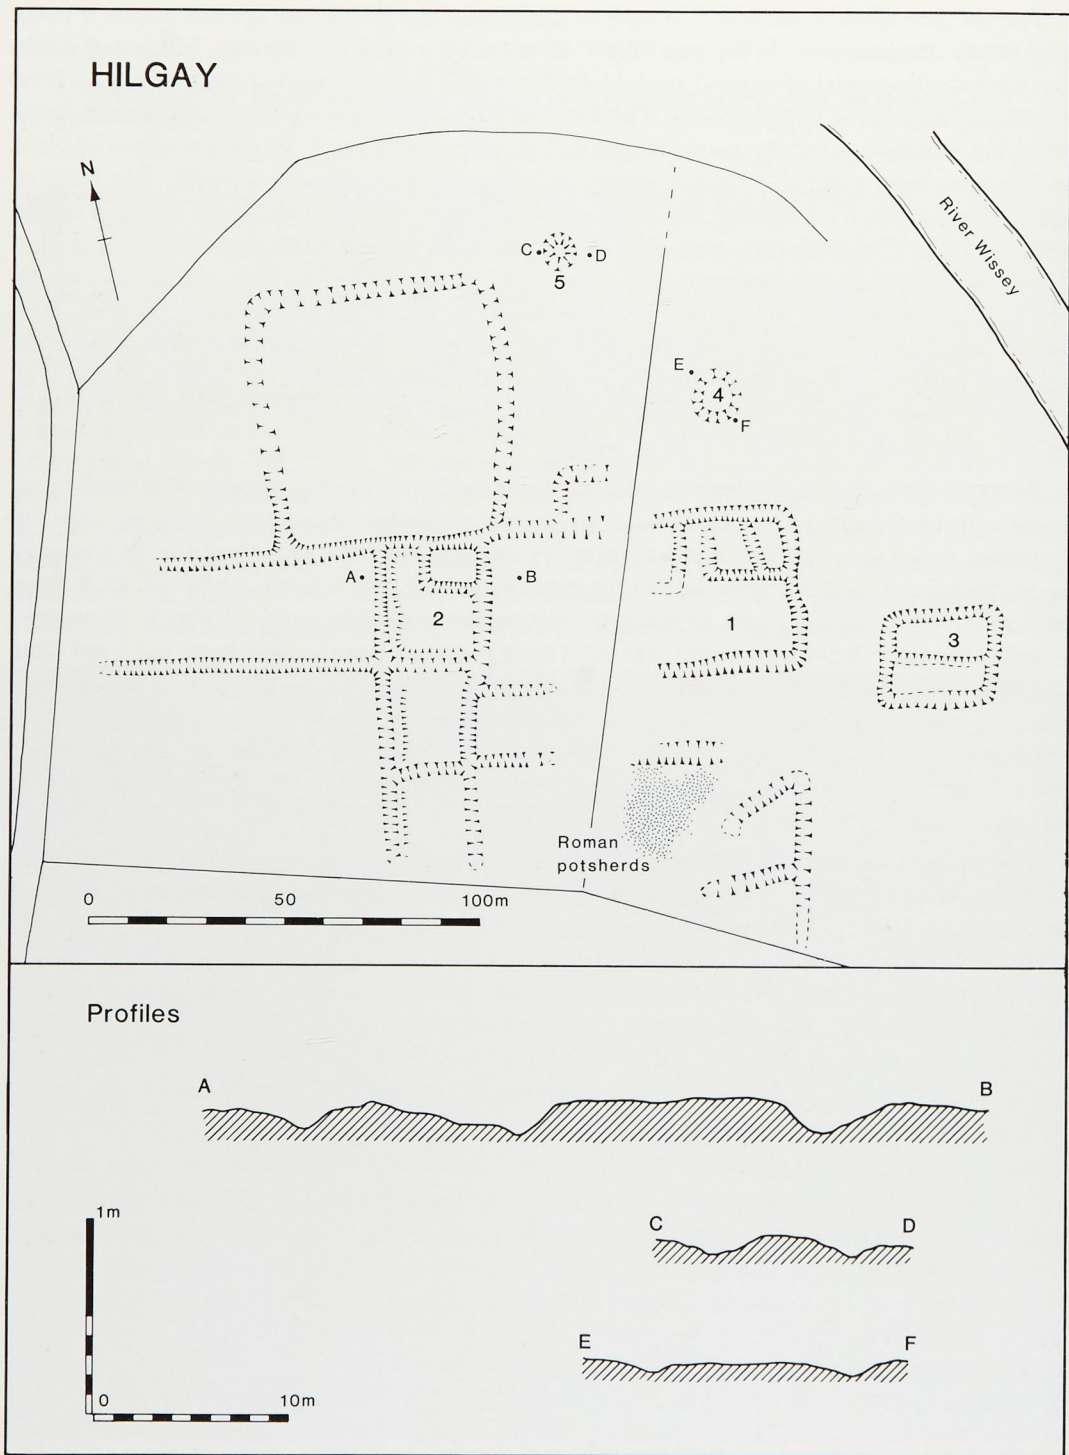 HILGAY
N
River Wissey
C
D
5
E
4
F
A
B
2
1
3
Roman
potsherds
0 50 100m
Profiles
A B
1m
C D
E F
0 10m